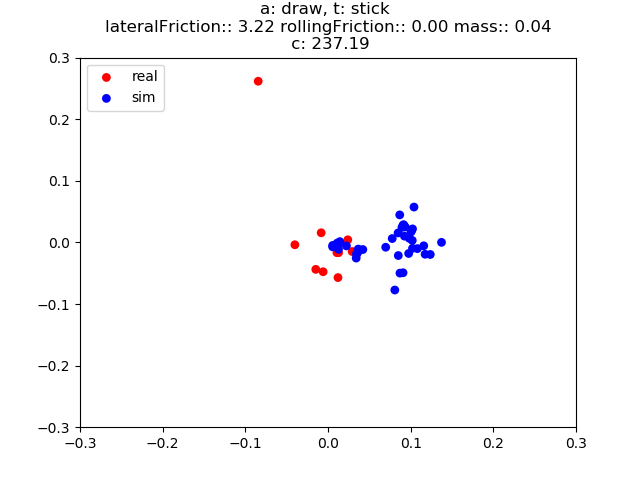 a: draw, t: stick
lateralFriction:: 3.22 rollingFriction:: 0.00 mass:: 0.04
c: 237.19
real
sim
0.3
0.2
0.1
0.0
−0.1
−0.2
−0.3
−0.3 −0.2 −0.1 0.0 0.1 0.2 0.3